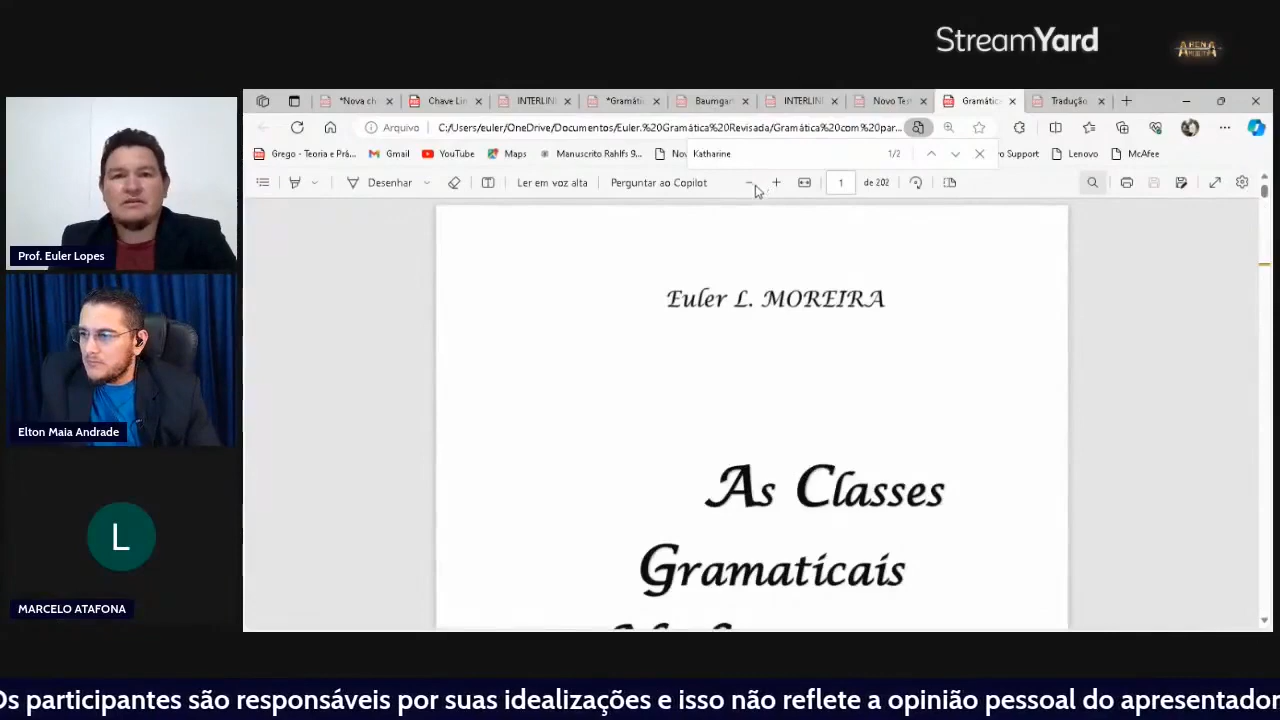 StreamYard
ARENA
*Nova ch
Chave Lin
INTERLIN
*Gramáti
Baumgar
INTERLIN
Novo Tes
Gramátic
Tradução
Arquivo
C:/Users/euler/OneDrive/Documentos/Euler.%20Gramática%20Revisada/Gramática%20com%20par...
Grego - Teoria e Prá...
Gmail
YouTube
Maps
Manuscrito Rahlfs 9...
Nov
Katharine
1/2
o Support
Lenovo
McAfee
Desenhar
Ler em voz alta
Perguntar ao Copilot
1
de 202
Euler L. MOREIRA
As Classes
Gramaticais
Prof. Euler Lopes
Elton Maia Andrade
L
MARCELO ATAFONA
Os participantes são responsáveis por suas idealizações e isso não reflete a opinião pessoal do apresentador